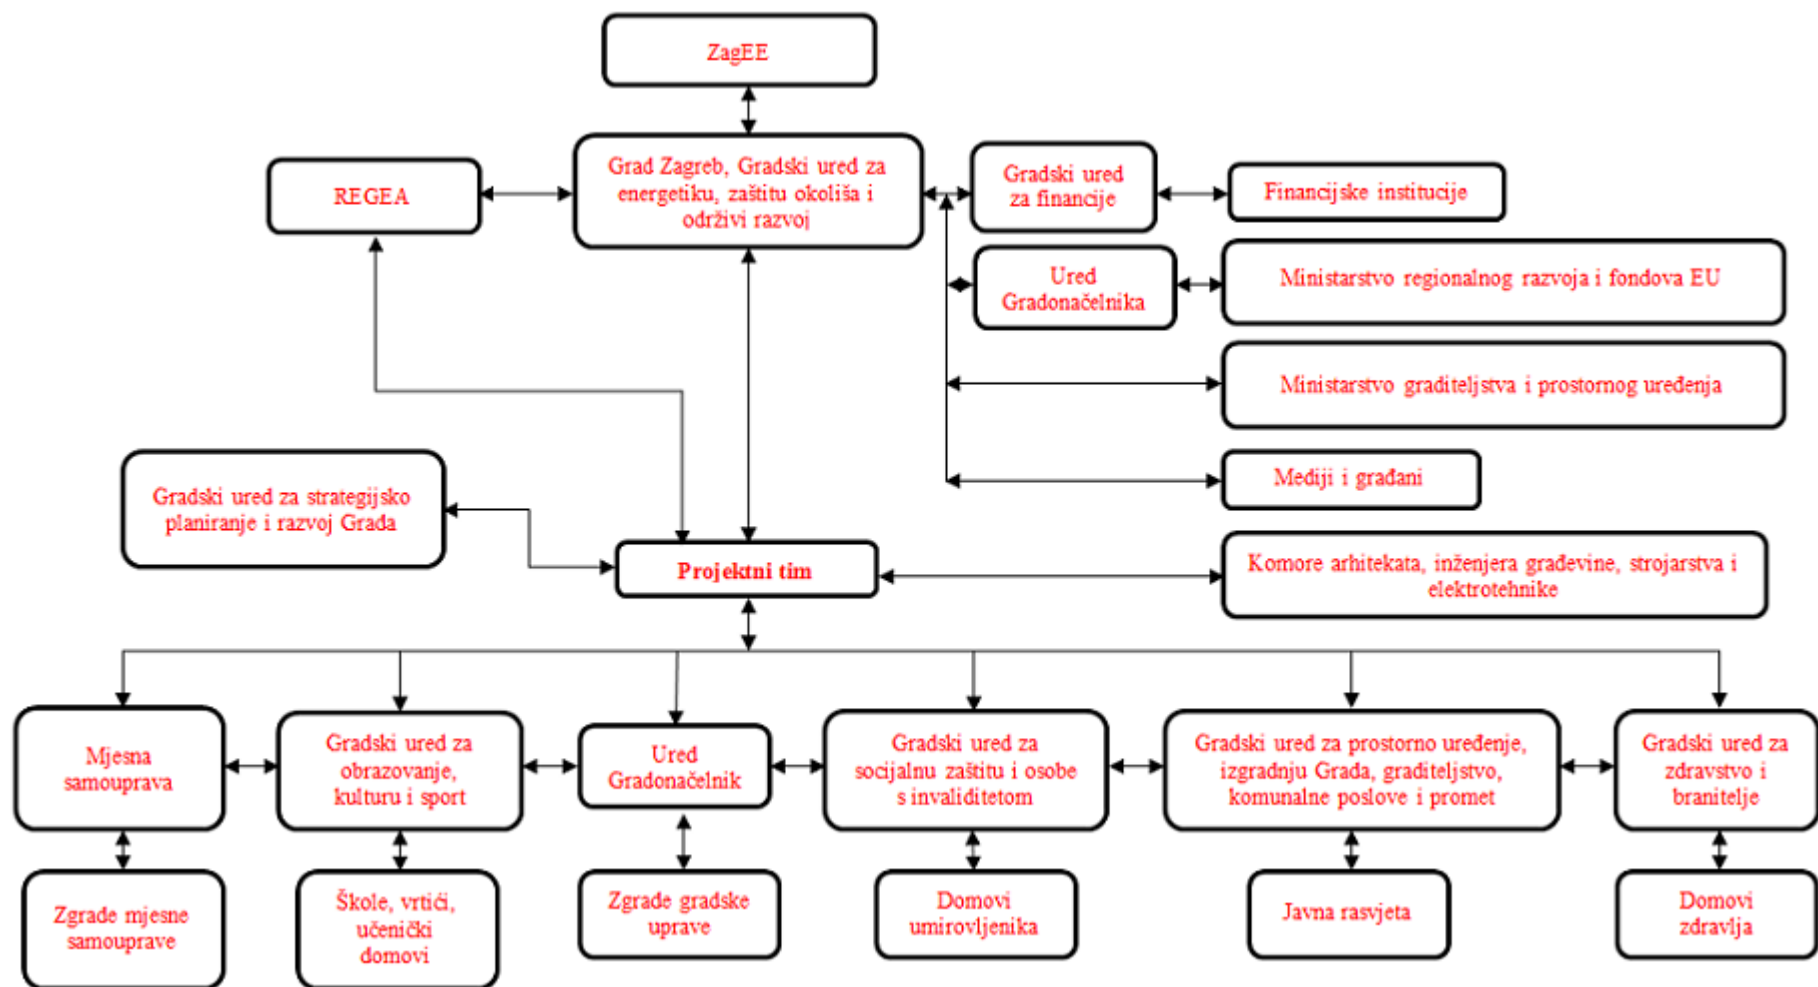 ZagEE
REGEA
Grad Zagreb, Gradski ured za
energetiku, zaštitu okoliša i
održivi razvoj
Gradski ured
za financije
Financijske institucije
Ured
Gradonačelnika
Ministarstvo regionalnog razvoja i fondova EU
Ministarstvo graditeljstva i prostornog uređenja
Mediji i građani
Gradski ured za strategijsko
planiranje i razvoj Grada
Projektni tim
Komore arhitekata, inženjera građevine, strojarstva i
elektrotehnike
Mjesna
samouprava
Gradski ured za
obrazovanje,
kulturu i sport
Ured
Gradonačelnik
Gradski ured za
socijalnu zaštitu i osobe
s invaliditetom
Gradski ured za prostorno uređenje,
izgradnju Grada, graditeljstvo,
komunalne poslove i promet
Gradski ured za
zdravstvo i
branitelje
Zgrade mjesne
samouprave
Škole, vrtići,
učenički
domovi
Zgrade gradske
uprave
Domovi
umirovljenika
Javna rasvjeta
Domovi
zdravlja